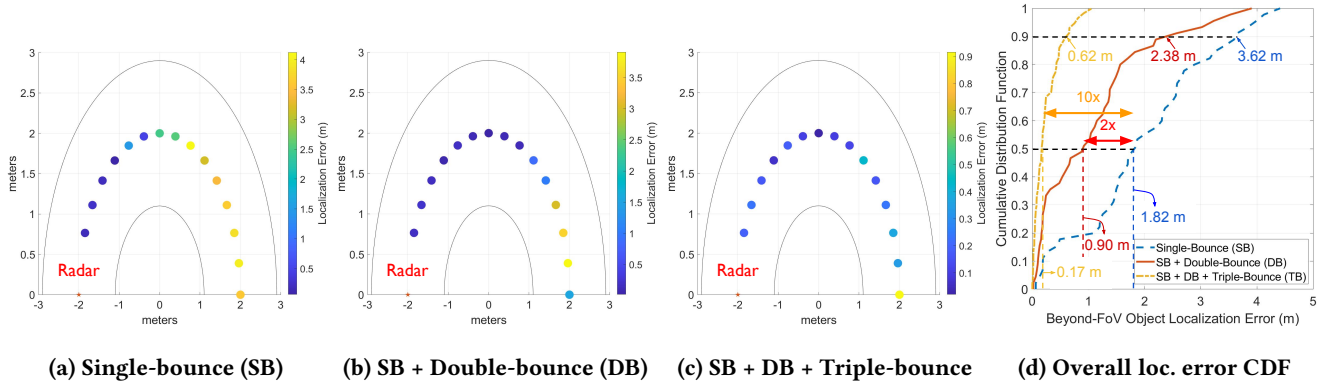 3
2.5
2
1.5
1
0.5
0
meters
-3
-2
-1
0
1
2
3
meters
Radar
4
3.5
3
2.5
2
1.5
1
0.5
Localization Error (m)
(a) Single-bounce (SB)
3
2.5
2
1.5
1
0.5
0
meters
-3
-2
-1
0
1
2
3
meters
Radar
3.5
3
2.5
2
1.5
1
0.5
Localization Error (m)
(b) SB + Double-bounce (DB)
3
2.5
2
1.5
1
0.5
0
meters
-3
-2
-1
0
1
2
3
meters
Radar
0.9
0.8
0.7
0.6
0.5
0.4
0.3
0.2
0.1
Localization Error (m)
(c) SB + DB + Triple-bounce
1
0.9
0.8
0.7
0.6
0.5
0.4
0.3
0.2
0.1
0
Cumulative Distribution Function
0.62 m
2.38 m
3.62 m
10x
2x
1.82 m
0.90 m
0.17 m
Single-Bounce (SB)
SB + Double-Bounce (DB)
SB + DB + Triple-Bounce (TB)
0
1
2
3
4
5
Beyond-FoV Object Localization Error (m)
(d) Overall loc. error CDF